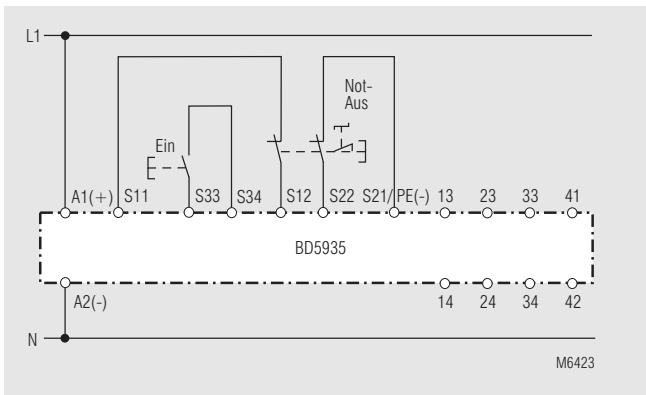 L1
Not-
Aus
Ein
A1(+) S11 S33 S34 S12 S22 S21/PE(-) 13 23 33 41
BD5935
A2(-) 14 24 34 42
N
M6423